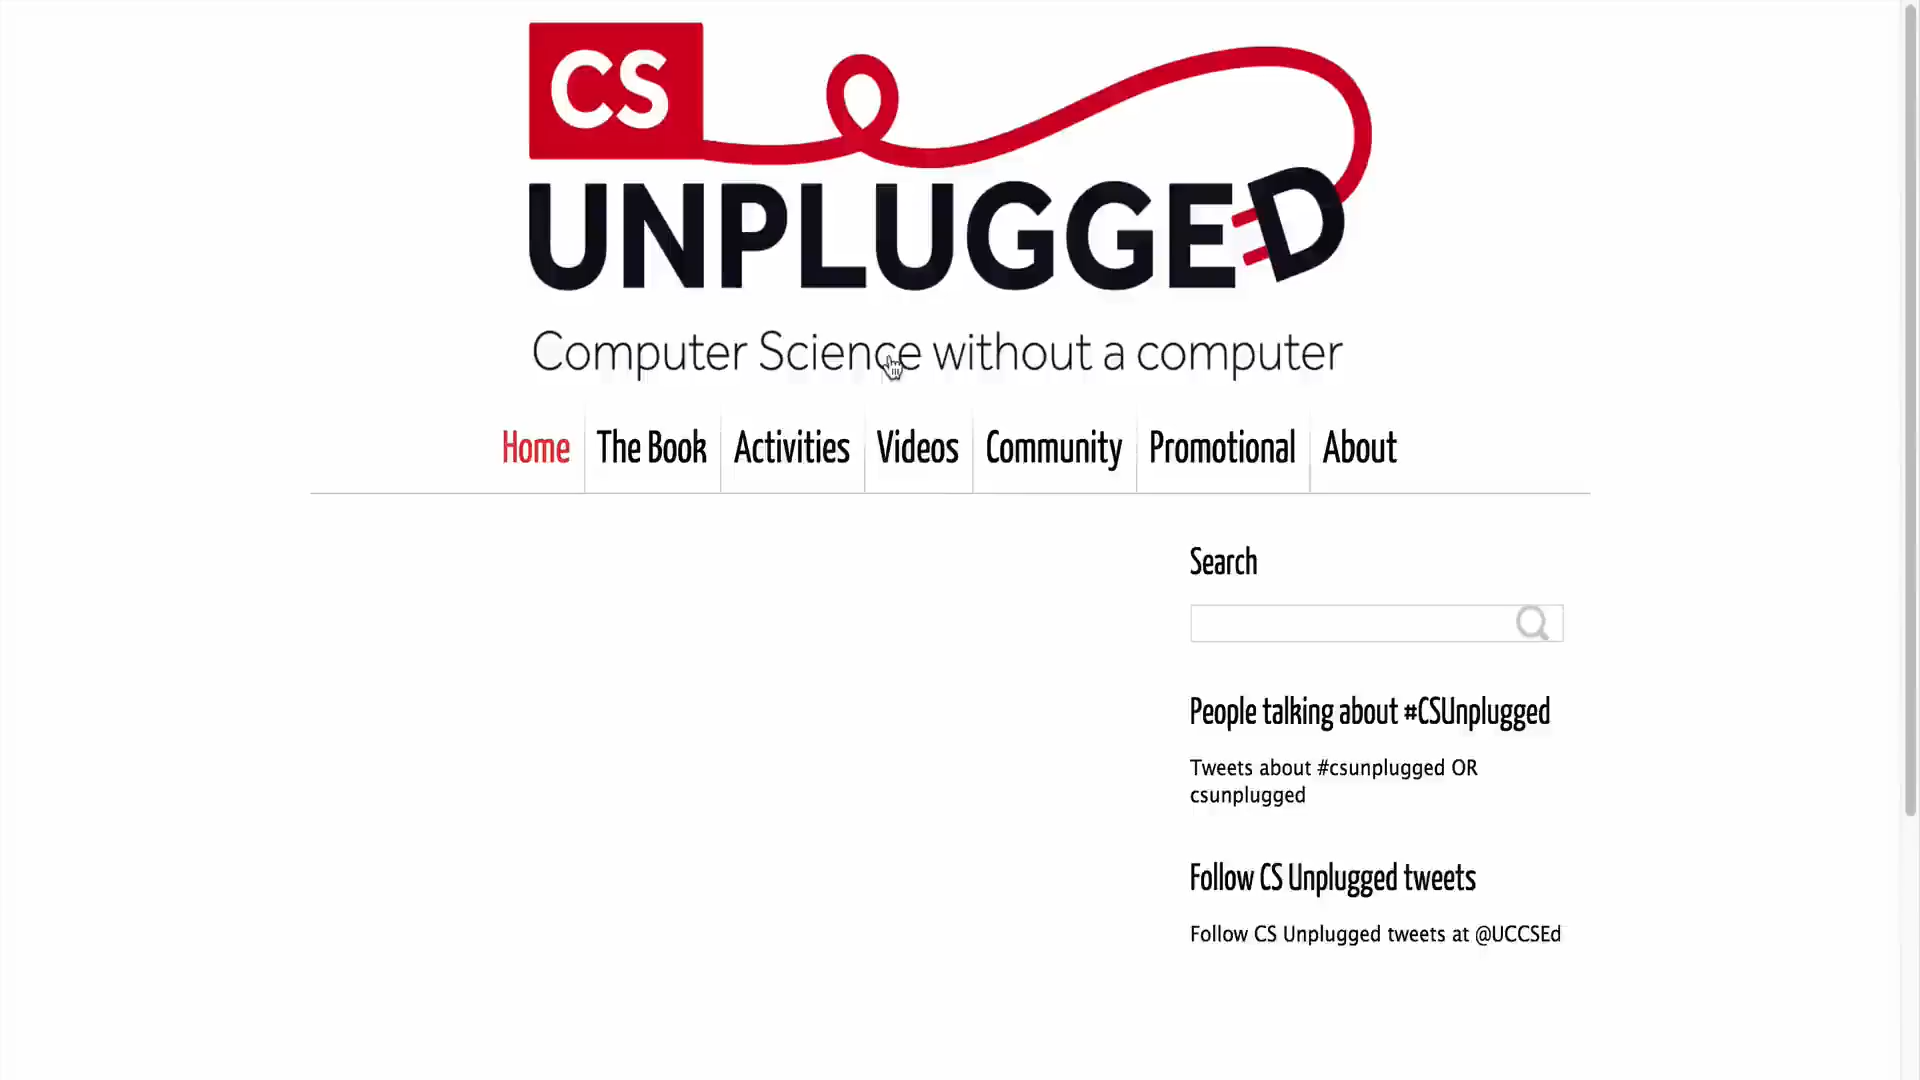 CS
UNPLUGGED
Computer Science without a computer
Home The Book Activities Videos Community Promotional About
Search
People talking about #CSUnplugged
Tweets about #csunplugged OR
csunplugged
Follow CS Unplugged tweets
Follow CS Unplugged tweets at @UCCSEd